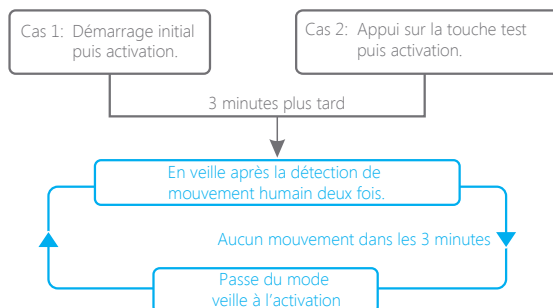 Cas 1: Démarrage initial
puis activation.
Cas 2: Appui sur la touche test
puis activation.
3 minutes plus tard
En veille après la détection de
mouvement humain deux fois.
Aucun mouvement dans les 3 minutes
Passe du mode
veille à l'activation